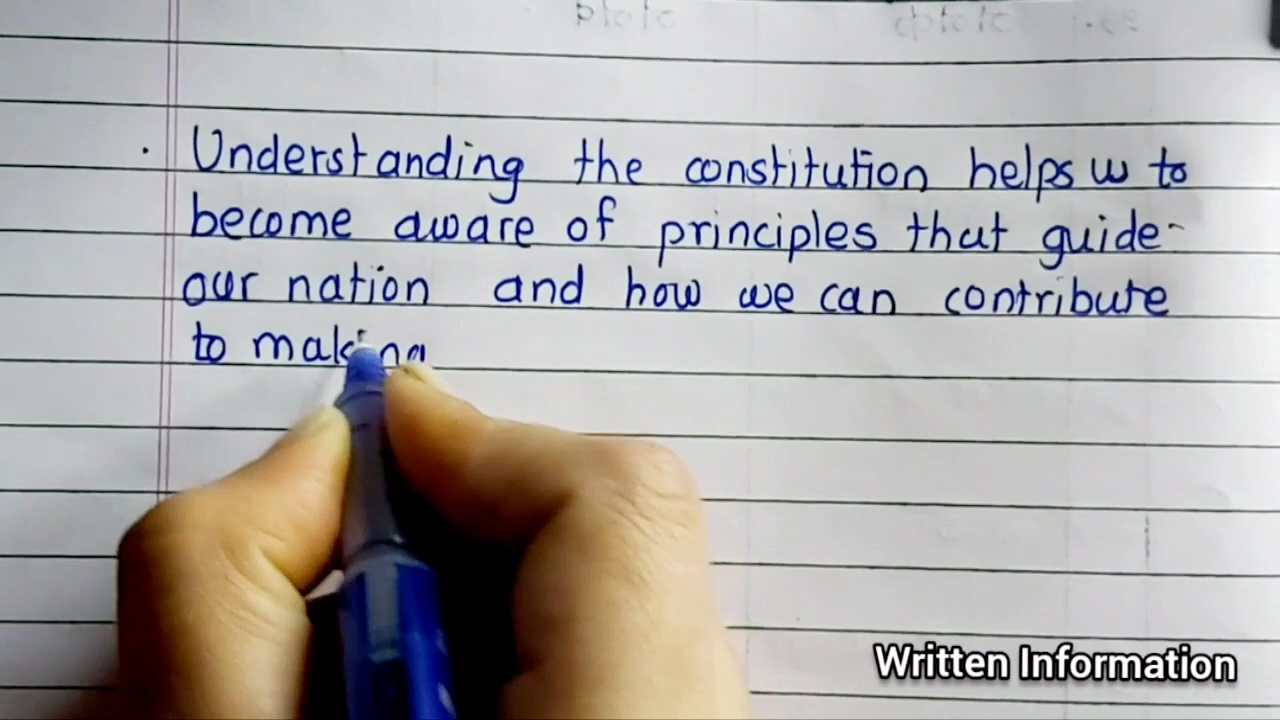 . Understanding the constitution helps us to
become aware of principles that guide
our nation and how we can contribute
to making
Written Information